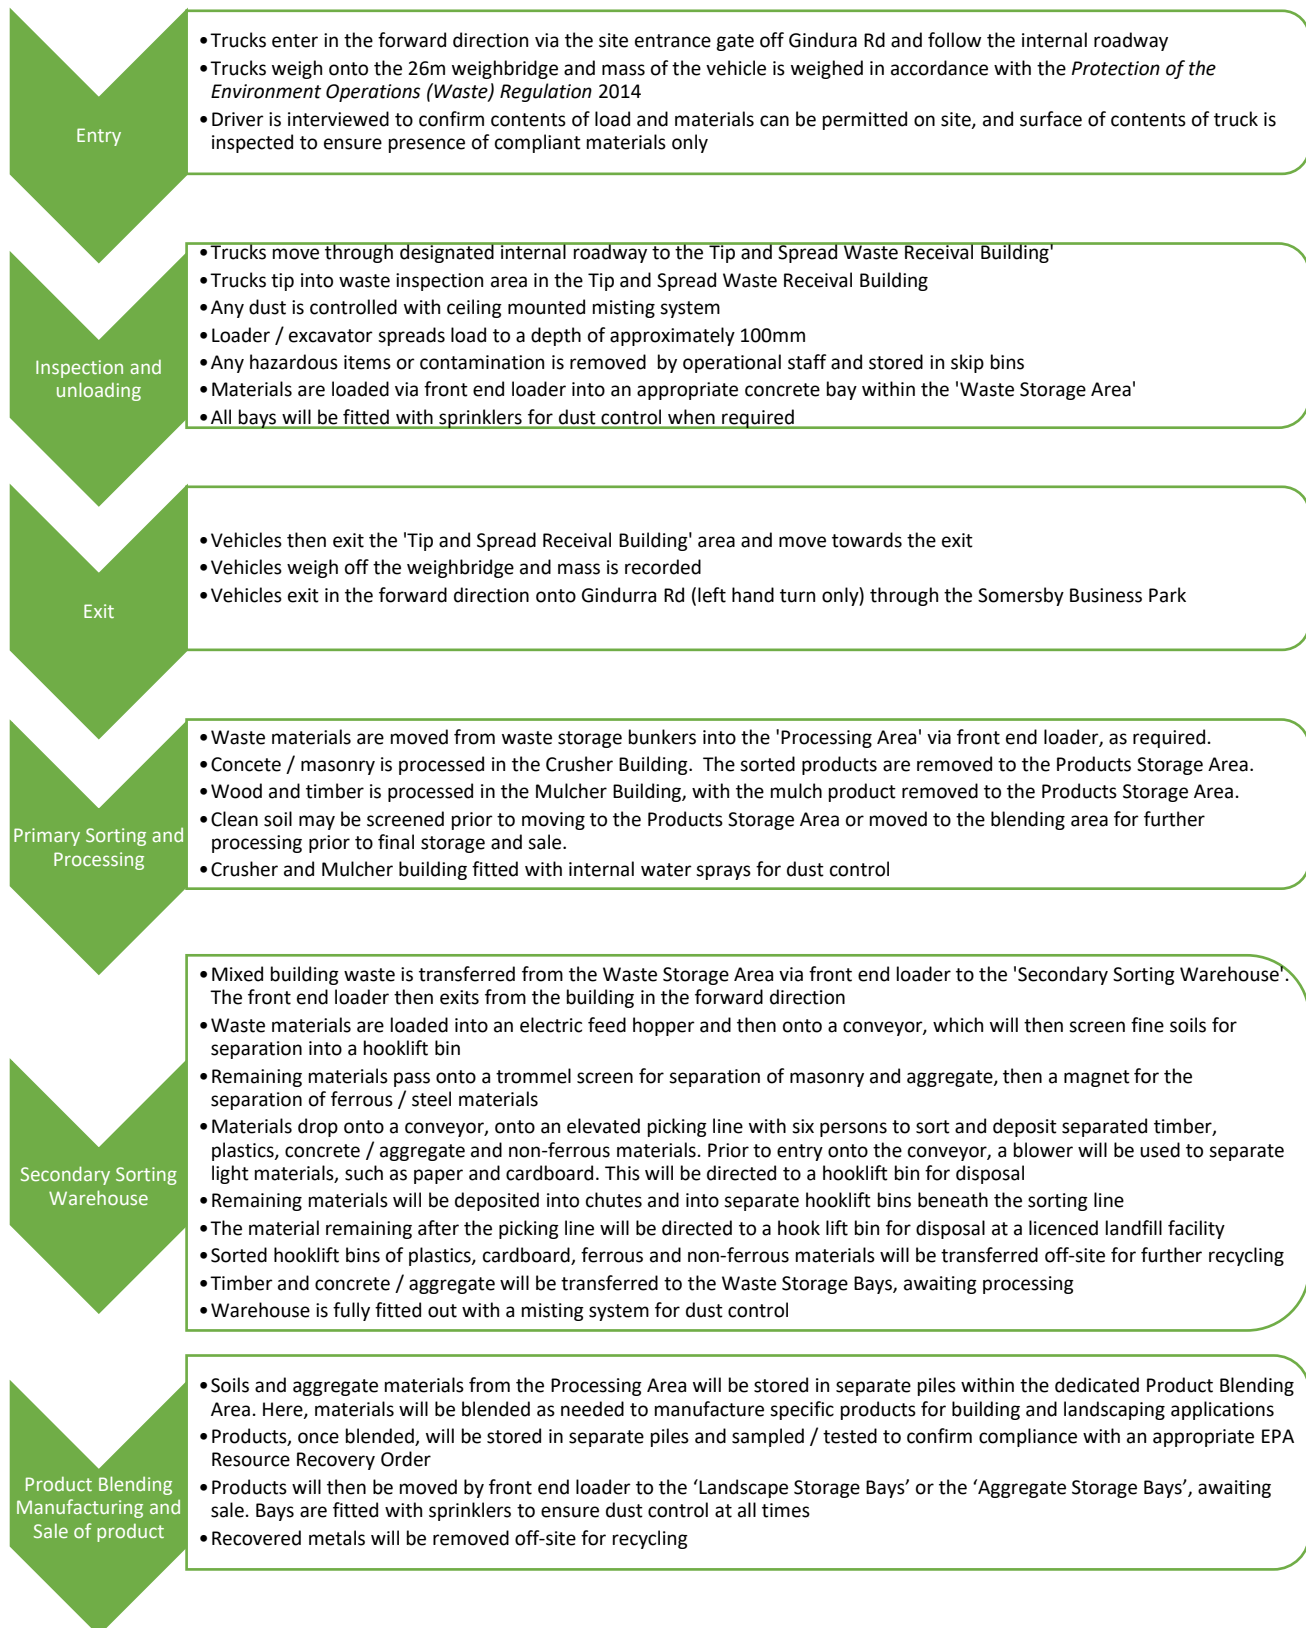 Entry
•Trucks enter in the forward direction via the site entrance gate off Gindura Rd and follow the internal roadway
•Trucks weigh onto the 26m weighbridge and mass of the vehicle is weighed in accordance with the Protection of the
Environment Operations (Waste) Regulation 2014
•Driver is interviewed to confirm contents of load and materials can be permitted on site, and surface of contents of truck is
inspected to ensure presence of compliant materials only
Inspection and
unloading
•Trucks move through designated internal roadway to the Tip and Spread Waste Receival Building'
•Trucks tip into waste inspection area in the Tip and Spread Waste Receival Building
•Any dust is controlled with ceiling mounted misting system
•Loader / excavator spreads load to a depth of approximately 100mm
•Any hazardous items or contamination is removed  by operational staff and stored in skip bins
•Materials are loaded via front end loader into an appropriate concrete bay within the 'Waste Storage Area'
•All bays will be fitted with sprinklers for dust control when required
Exit
•Vehicles then exit the 'Tip and Spread Receival Building' area and move towards the exit
•Vehicles weigh off the weighbridge and mass is recorded
•Vehicles exit in the forward direction onto Gindurra Rd (left hand turn only) through the Somersby Business Park
Primary Sorting and
Processing
•Waste materials are moved from waste storage bunkers into the 'Processing Area' via front end loader, as required.
•Concete / masonry is processed in the Crusher Building.  The sorted products are removed to the Products Storage Area.
•Wood and timber is processed in the Mulcher Building, with the mulch product removed to the Products Storage Area.
•Clean soil may be screened prior to moving to the Products Storage Area or moved to the blending area for further
processing prior to final storage and sale.
•Crusher and Mulcher building fitted with internal water sprays for dust control
Secondary Sorting
Warehouse
•Mixed building waste is transferred from the Waste Storage Area via front end loader to the 'Secondary Sorting Warehouse'.
The front end loader then exits from the building in the forward direction
•Waste materials are loaded into an electric feed hopper and then onto a conveyor, which will then screen fine soils for
separation into a hooklift bin
•Remaining materials pass onto a trommel screen for separation of masonry and aggregate, then a magnet for the
separation of ferrous / steel materials
•Materials drop onto a conveyor, onto an elevated picking line with six persons to sort and deposit separated timber,
plastics, concrete / aggregate and non-ferrous materials. Prior to entry onto the conveyor, a blower will be used to separate
light materials, such as paper and cardboard. This will be directed to a hooklift bin for disposal
•Remaining materials will be deposited into chutes and into separate hooklift bins beneath the sorting line
•The material remaining after the picking line will be directed to a hook lift bin for disposal at a licenced landfill facility
•Sorted hooklift bins of plastics, cardboard, ferrous and non-ferrous materials will be transferred off-site for further recycling
•Timber and concrete / aggregate will be transferred to the Waste Storage Bays, awaiting processing
•Warehouse is fully fitted out with a misting system for dust control
Product Blending
Manufacturing and
Sale of product
•Soils and aggregate materials from the Processing Area will be stored in separate piles within the dedicated Product Blending
Area. Here, materials will be blended as needed to manufacture specific products for building and landscaping applications
•Products, once blended, will be stored in separate piles and sampled / tested to confirm compliance with an appropriate EPA
Resource Recovery Order
•Products will then be moved by front end loader to the ‘Landscape Storage Bays’ or the ‘Aggregate Storage Bays’, awaiting
sale. Bays are fitted with sprinklers to ensure dust control at all times
•Recovered metals will be removed off-site for recycling